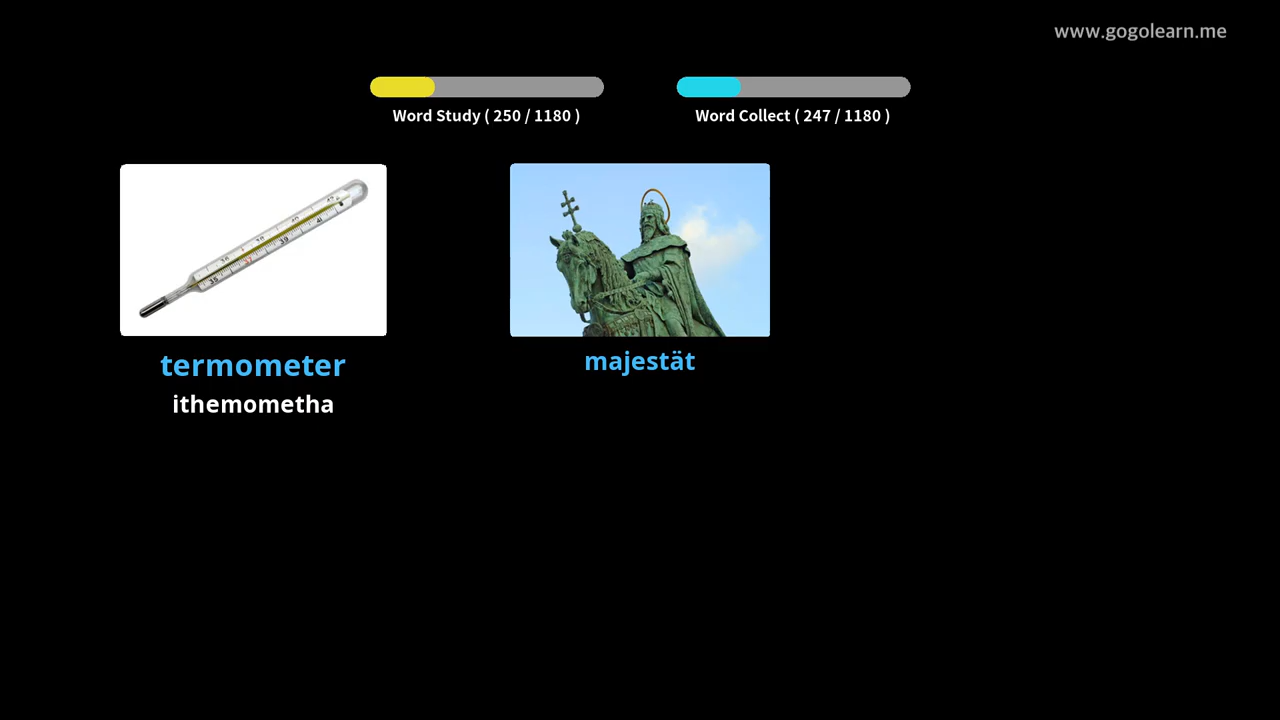 www.gogolearn.me
Word Study ( 250 / 1180 )
Word Collect ( 247 / 1180 )
termometer
ithemometha
majestät